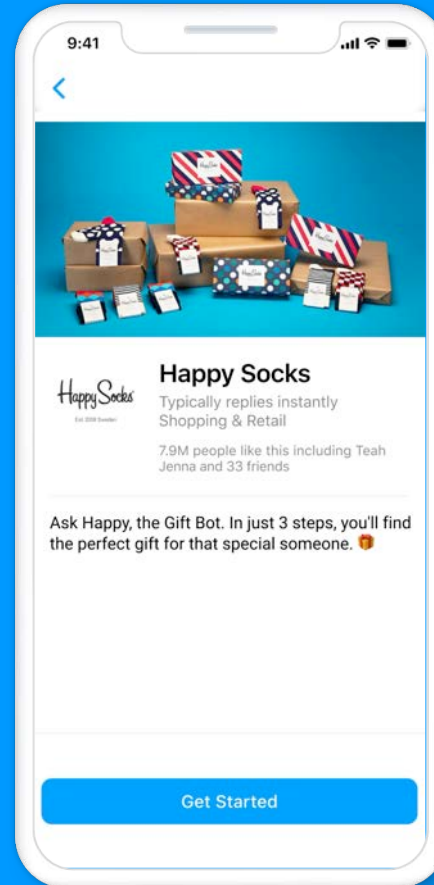 9:41
Happy Socks
Happy Socks
Typically replies instantly
Shopping & Retail
7.9M people like this including Teah
Jenna and 33 friends
Ask Happy, the Gift Bot. In just 3 steps, you'll find
the perfect gift for that special someone. 🎁
Get Started